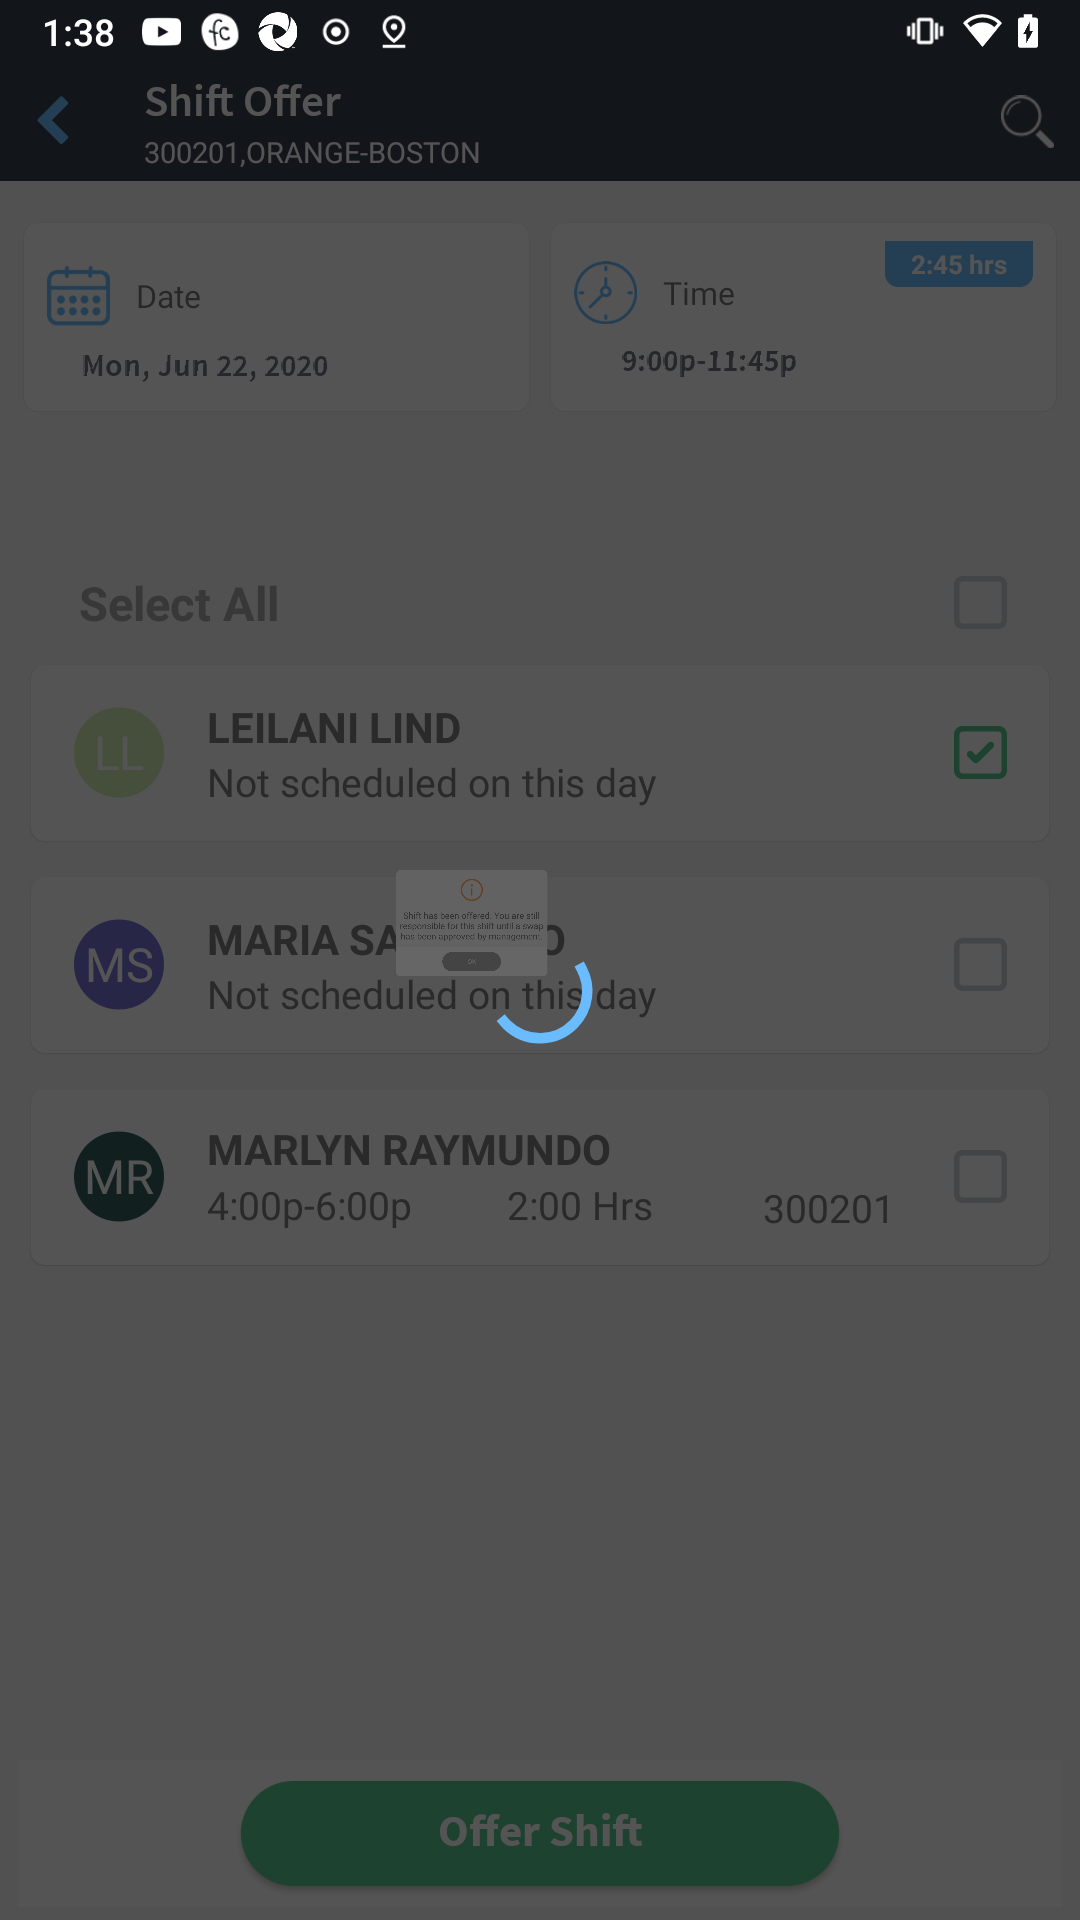 1:38
Shift Offer
300201,ORANGE-BOSTON
2:45 hrs
Date
Time
Mon, Jun 22, 2020
9:00p-11:45p
Select All
LL
LEILANI LIND
Not scheduled on this day
Shift has been offered. You are still
responsible for this shift until a swap
has been approved by management.
OK
MS
MARIA SA O
Not scheduled on this day
MR
MARLYN RAYMUNDO
4:00p-6:00p
2:00 Hrs
300201
Offer Shift